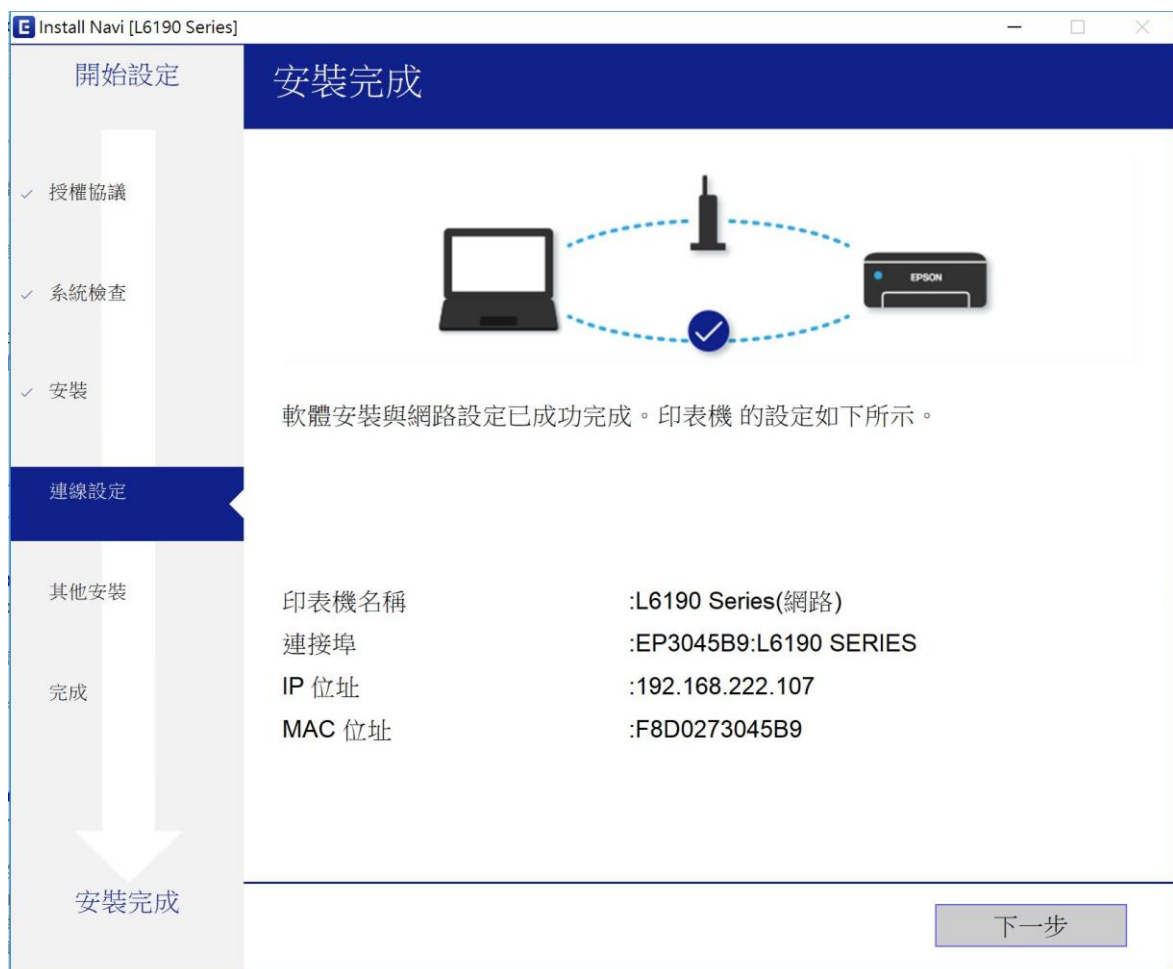 Install Navi [L6190 Series]
開始設定
安裝完成
授權協議
系統檢查
安裝
連線設定
其他安裝
完成
安裝完成
EPSON
軟體安裝與網路設定已成功完成。印表機 的設定如下所示。
印表機名稱 :L6190 Series(網路)
連接埠 :EP3045B9:L6190 SERIES
IP 位址 :192.168.222.107
MAC 位址 :F8D0273045B9
下一步